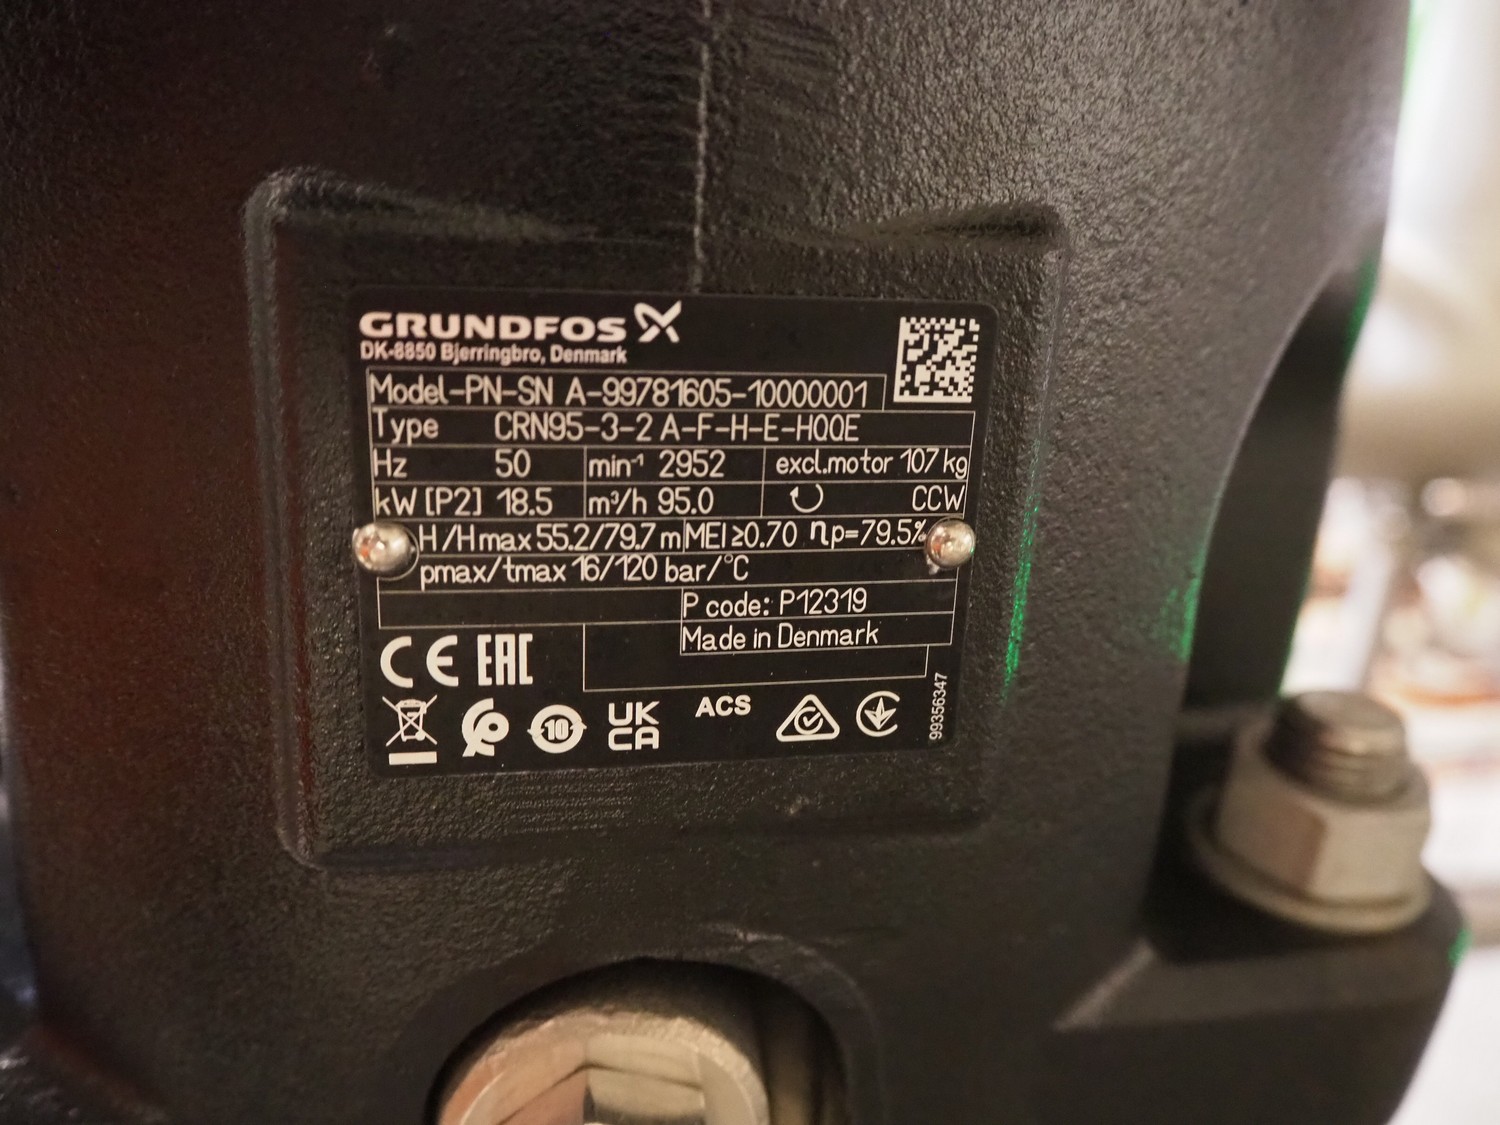 GRUNDFOS
DK-8850 Bjerringbro, Denmark
Model-PN-SN A-99781605-10000001
Type CRN95-3-2 A-F-H-E-HQQE
Hz 50 min⁻¹ 2952 excl.motor 107 kg
kW [P2] 18.5 m³/h 95.0 CCW
H/Hmax 55.2/79.7 m MEI ≥0.70 ηp=79.5%
pmax/tmax 16/120 bar/°C
P code: P12319
Made in Denmark
CE EAC
10 UK CA ACS
99356347